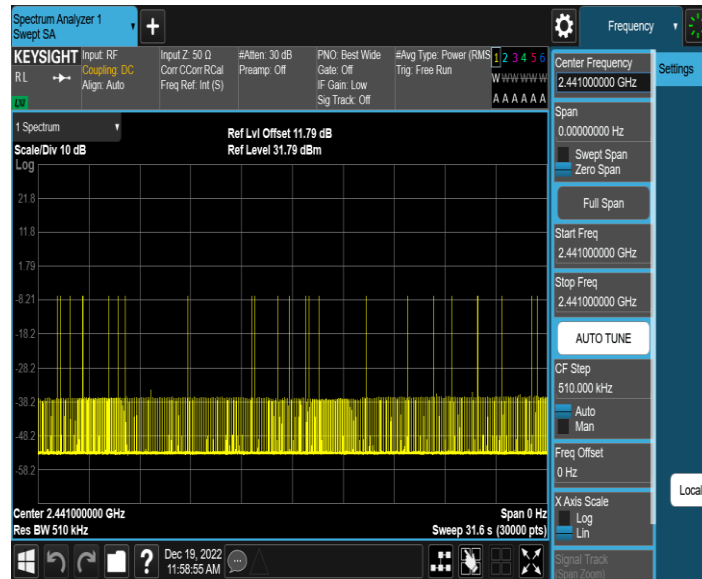 Spectrum Analyzer 1
Swept SA
Frequency
KEYSIGHT
R L
LXI
Input: RF
Coupling: DC
Align: Auto
Input Z: 50 Ω
Corr CCorr RCal
Freq Ref: Int (S)
#Atten: 30 dB
Preamp: Off
PNO: Best Wide
Gate: Off
IF Gain: Low
Sig Track: Off
#Avg Type: Power (RMS
Trig: Free Run
1 2 3 4 5 6
W W W W W W
A A A A A A
Center Frequency
2.441000000 GHz
Settings
Span
0.00000000 Hz
Swept Span
Zero Span
Full Span
Start Freq
2.441000000 GHz
Stop Freq
2.441000000 GHz
AUTO TUNE
CF Step
510.000 kHz
Auto
Man
Freq Offset
0 Hz
X Axis Scale
Log
Lin
Signal Track
(Span Zoom)
Local
1 Spectrum
Scale/Div 10 dB
Ref Lvl Offset 11.79 dB
Ref Level 31.79 dBm
Log
21.8
11.8
1.79
-8.21
-18.2
-28.2
-38.2
-48.2
-58.2
Center 2.441000000 GHz
Span 0 Hz
Res BW 510 kHz
Sweep 31.6 s (30000 pts)
?
Dec 19, 2022
11:58:55 AM